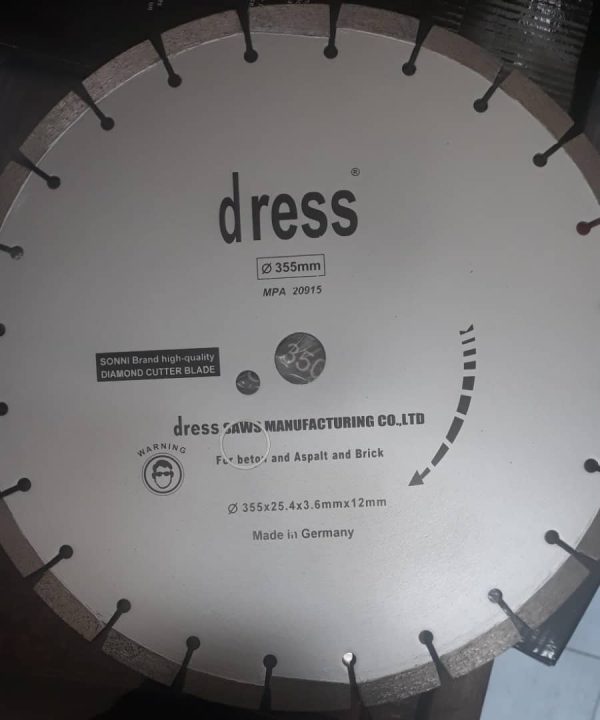 dress®
Ø 355mm
MPA 20915
350
SONNI Brand high-quality
DIAMOND CUTTER BLADE
dress SAWS MANUFACTURING CO.,LTD
WARNING
For beton and Aspalt and Brick
Ø 355x25.4x3.6mmx12mm
Made in Germany